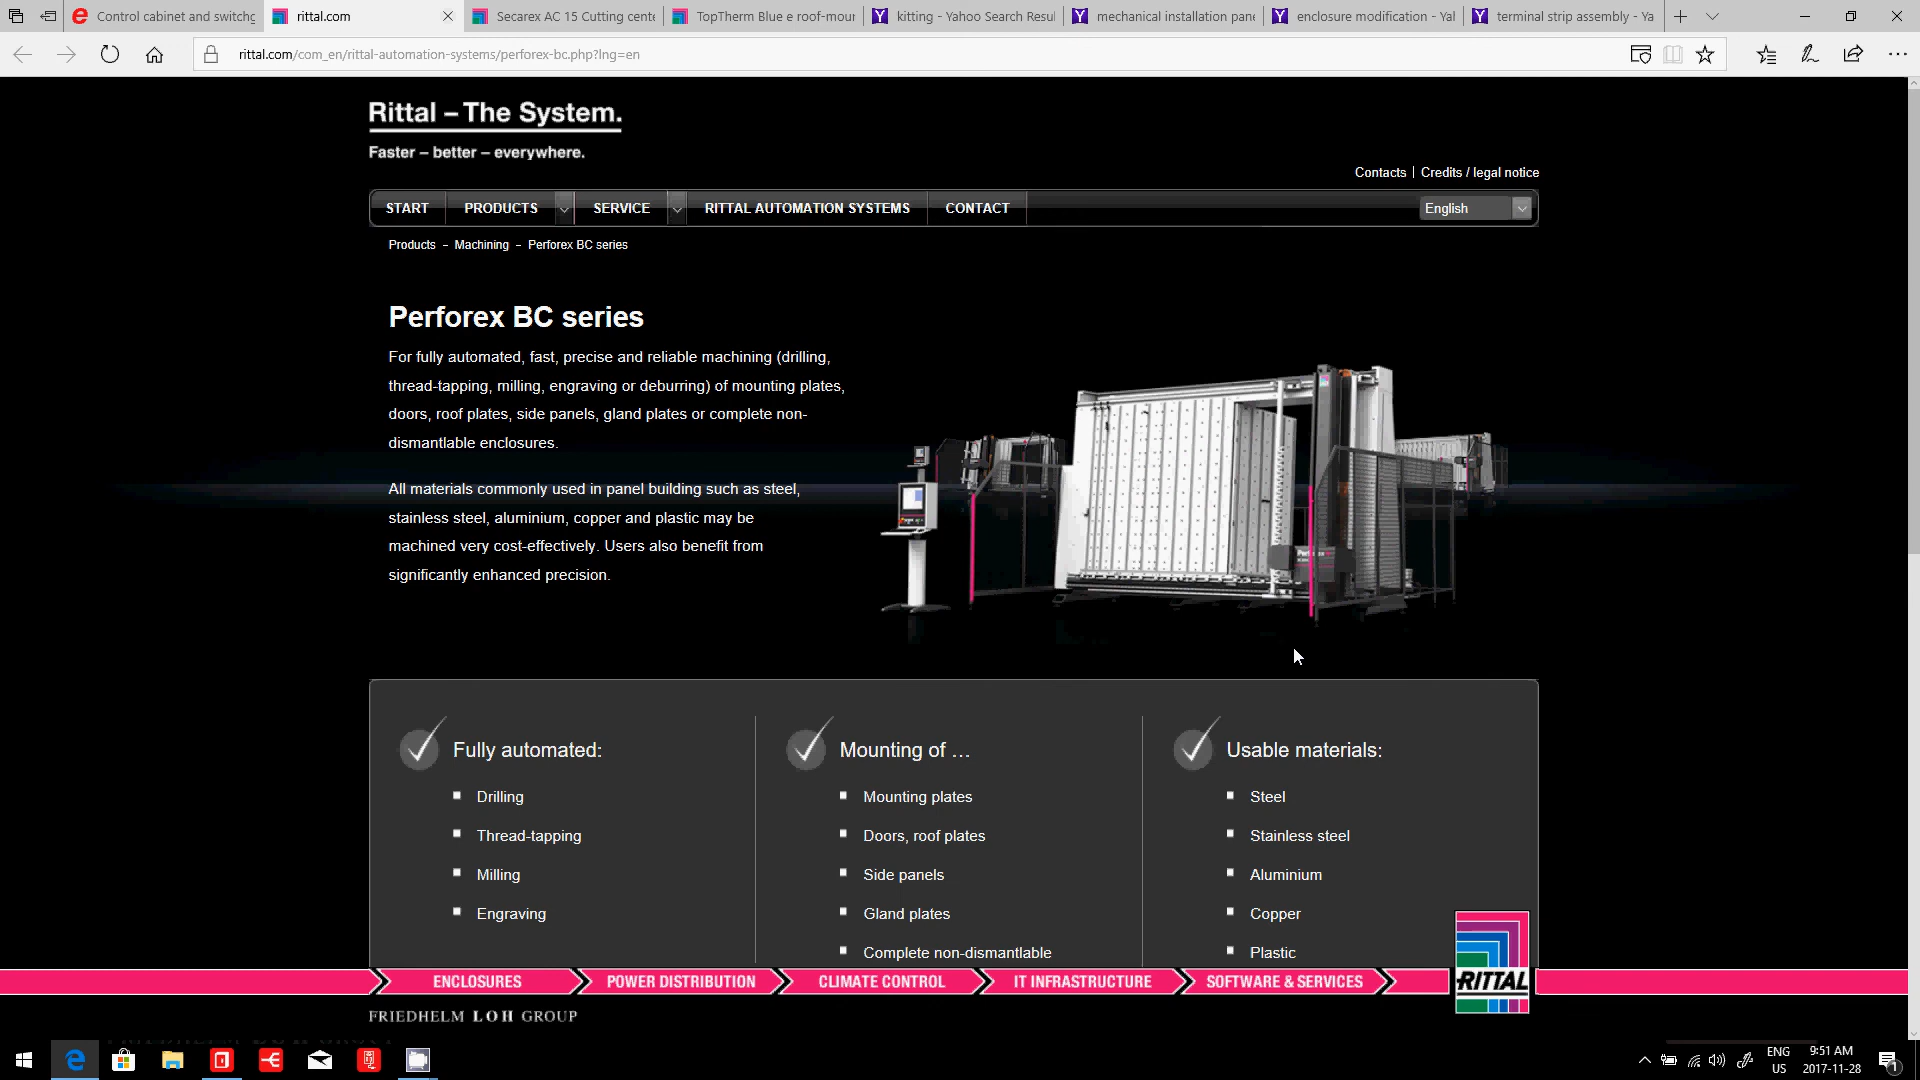 Control cabinet and switchg
rittal.com
Secarex AC 15 Cutting cente
TopTherm Blue e roof-mour
kitting - Yahoo Search Resul
mechanical installation pane
enclosure modification - Yal
terminal strip assembly - Ya
rittal.com/com_en/rittal-automation-systems/perforex-bc.php?lng=en
Rittal – The System.
Faster – better – everywhere.
Contacts | Credits / legal notice
START PRODUCTS SERVICE RITTAL AUTOMATION SYSTEMS CONTACT English
Products – Machining – Perforex BC series
Perforex BC series
For fully automated, fast, precise and reliable machining (drilling,
thread-tapping, milling, engraving or deburring) of mounting plates,
doors, roof plates, side panels, gland plates or complete non-
dismantlable enclosures.
All materials commonly used in panel building such as steel,
stainless steel, aluminium, copper and plastic may be
machined very cost-effectively. Users also benefit from
significantly enhanced precision.
Fully automated:
Drilling
Thread-tapping
Milling
Engraving
Mounting of …
Mounting plates
Doors, roof plates
Side panels
Gland plates
Complete non-dismantlable
Usable materials:
Steel
Stainless steel
Aluminium
Copper
Plastic
ENCLOSURES POWER DISTRIBUTION CLIMATE CONTROL IT INFRASTRUCTURE SOFTWARE & SERVICES
RITTAL
FRIEDHELM LOH GROUP
ENG
US
9:51 AM
2017-11-28
1